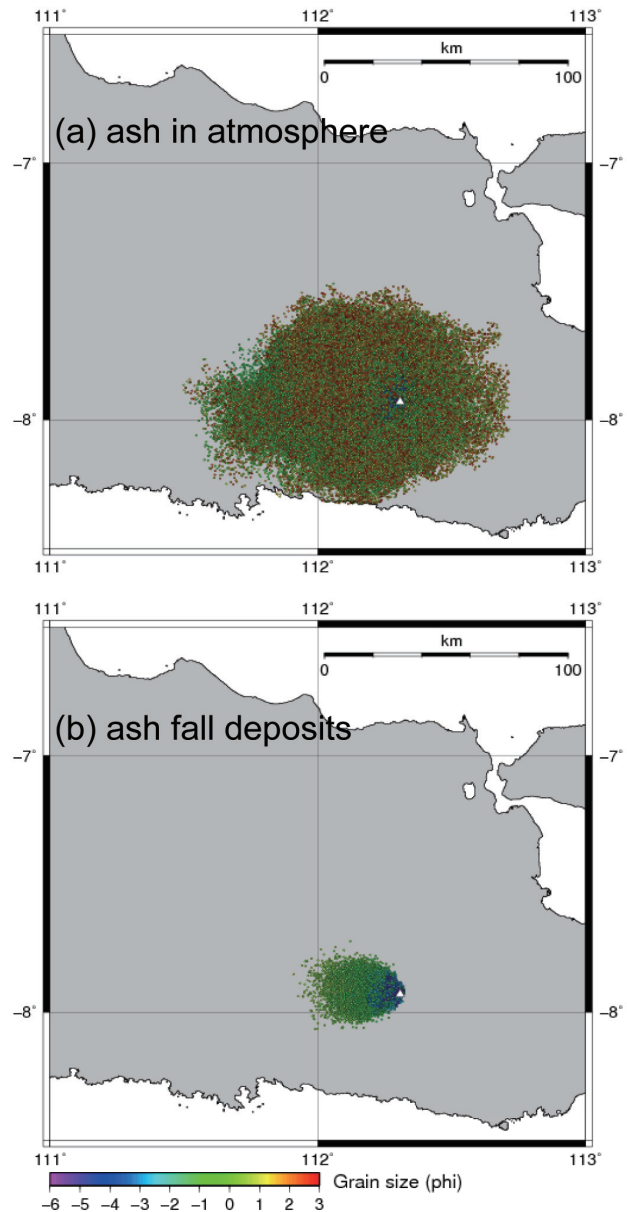 111˚ 112˚ 113˚
km
0 100
(a) ash in atmosphere
−7˚ −7˚
−8˚ −8˚
111˚ 112˚ 113˚
111˚ 112˚ 113˚
km
0 100
(b) ash fall deposits
−7˚ −7˚
−8˚ −8˚
111˚ 112˚ 113˚
Grain size (phi)
−6 −5 −4 −3 −2 −1 0 1 2 3